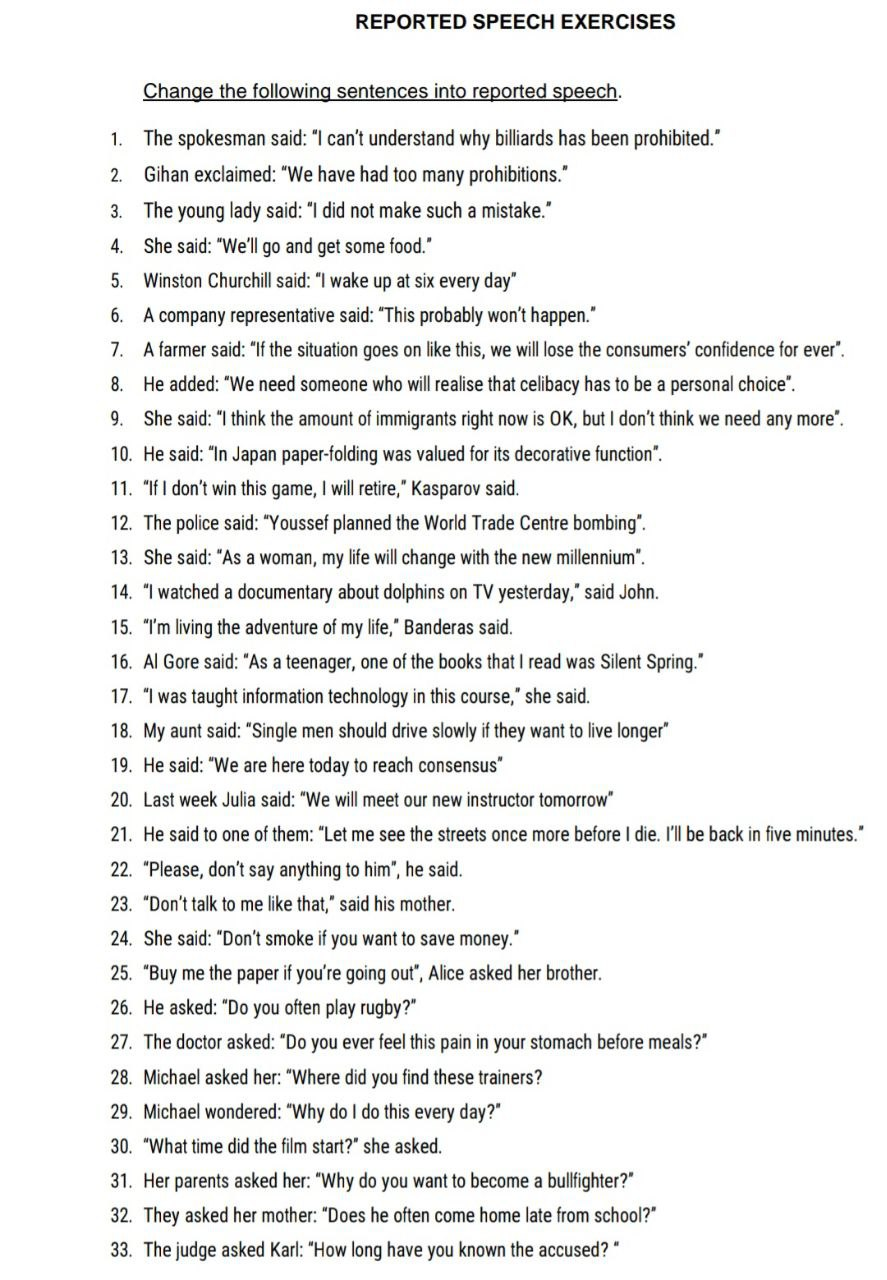 REPORTED SPEECH EXERCISES
Change the following sentences into reported speech.
1. The spokesman said: “I can’t understand why billiards has been prohibited.”
2. Gihan exclaimed: “We have had too many prohibitions.”
3. The young lady said: “I did not make such a mistake.”
4. She said: “We’ll go and get some food.”
5. Winston Churchill said: “I wake up at six every day”
6. A company representative said: “This probably won’t happen.”
7. A farmer said: “If the situation goes on like this, we will lose the consumers’ confidence for ever”.
8. He added: “We need someone who will realise that celibacy has to be a personal choice”.
9. She said: “I think the amount of immigrants right now is OK, but I don’t think we need any more”.
10. He said: “In Japan paper-folding was valued for its decorative function”.
11. “If I don’t win this game, I will retire,” Kasparov said.
12. The police said: “Youssef planned the World Trade Centre bombing”.
13. She said: “As a woman, my life will change with the new millennium”.
14. “I watched a documentary about dolphins on TV yesterday,” said John.
15. “I’m living the adventure of my life,” Banderas said.
16. Al Gore said: “As a teenager, one of the books that I read was Silent Spring.”
17. “I was taught information technology in this course,” she said.
18. My aunt said: “Single men should drive slowly if they want to live longer”
19. He said: “We are here today to reach consensus”
20. Last week Julia said: “We will meet our new instructor tomorrow”
21. He said to one of them: “Let me see the streets once more before I die. I’ll be back in five minutes.”
22. “Please, don’t say anything to him”, he said.
23. “Don’t talk to me like that,” said his mother.
24. She said: “Don’t smoke if you want to save money.”
25. “Buy me the paper if you’re going out”, Alice asked her brother.
26. He asked: “Do you often play rugby?”
27. The doctor asked: “Do you ever feel this pain in your stomach before meals?”
28. Michael asked her: “Where did you find these trainers?
29. Michael wondered: “Why do I do this every day?”
30. “What time did the film start?” she asked.
31. Her parents asked her: “Why do you want to become a bullfighter?”
32. They asked her mother: “Does he often come home late from school?”
33. The judge asked Karl: “How long have you known the accused? “